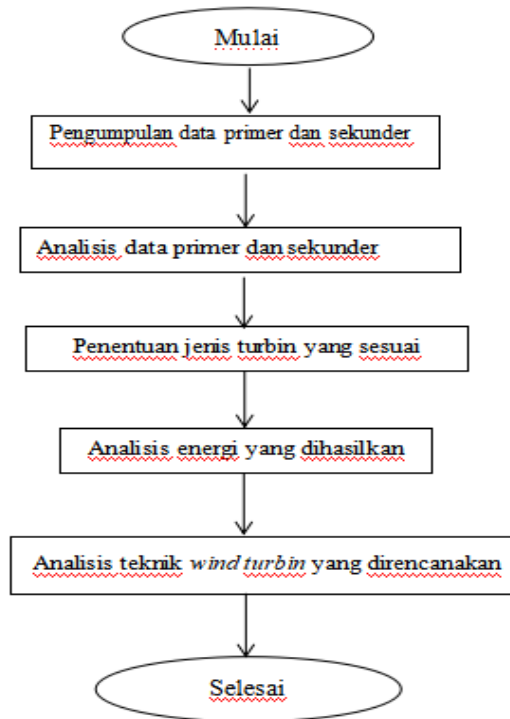 Mulai
Pengumpulan data primer dan sekunder
Analisis data primer dan sekunder
Penentuan jenis turbin yang sesuai
Analisis energi yang dihasilkan
Analisis teknik wind turbin yang direncanakan
Selesai